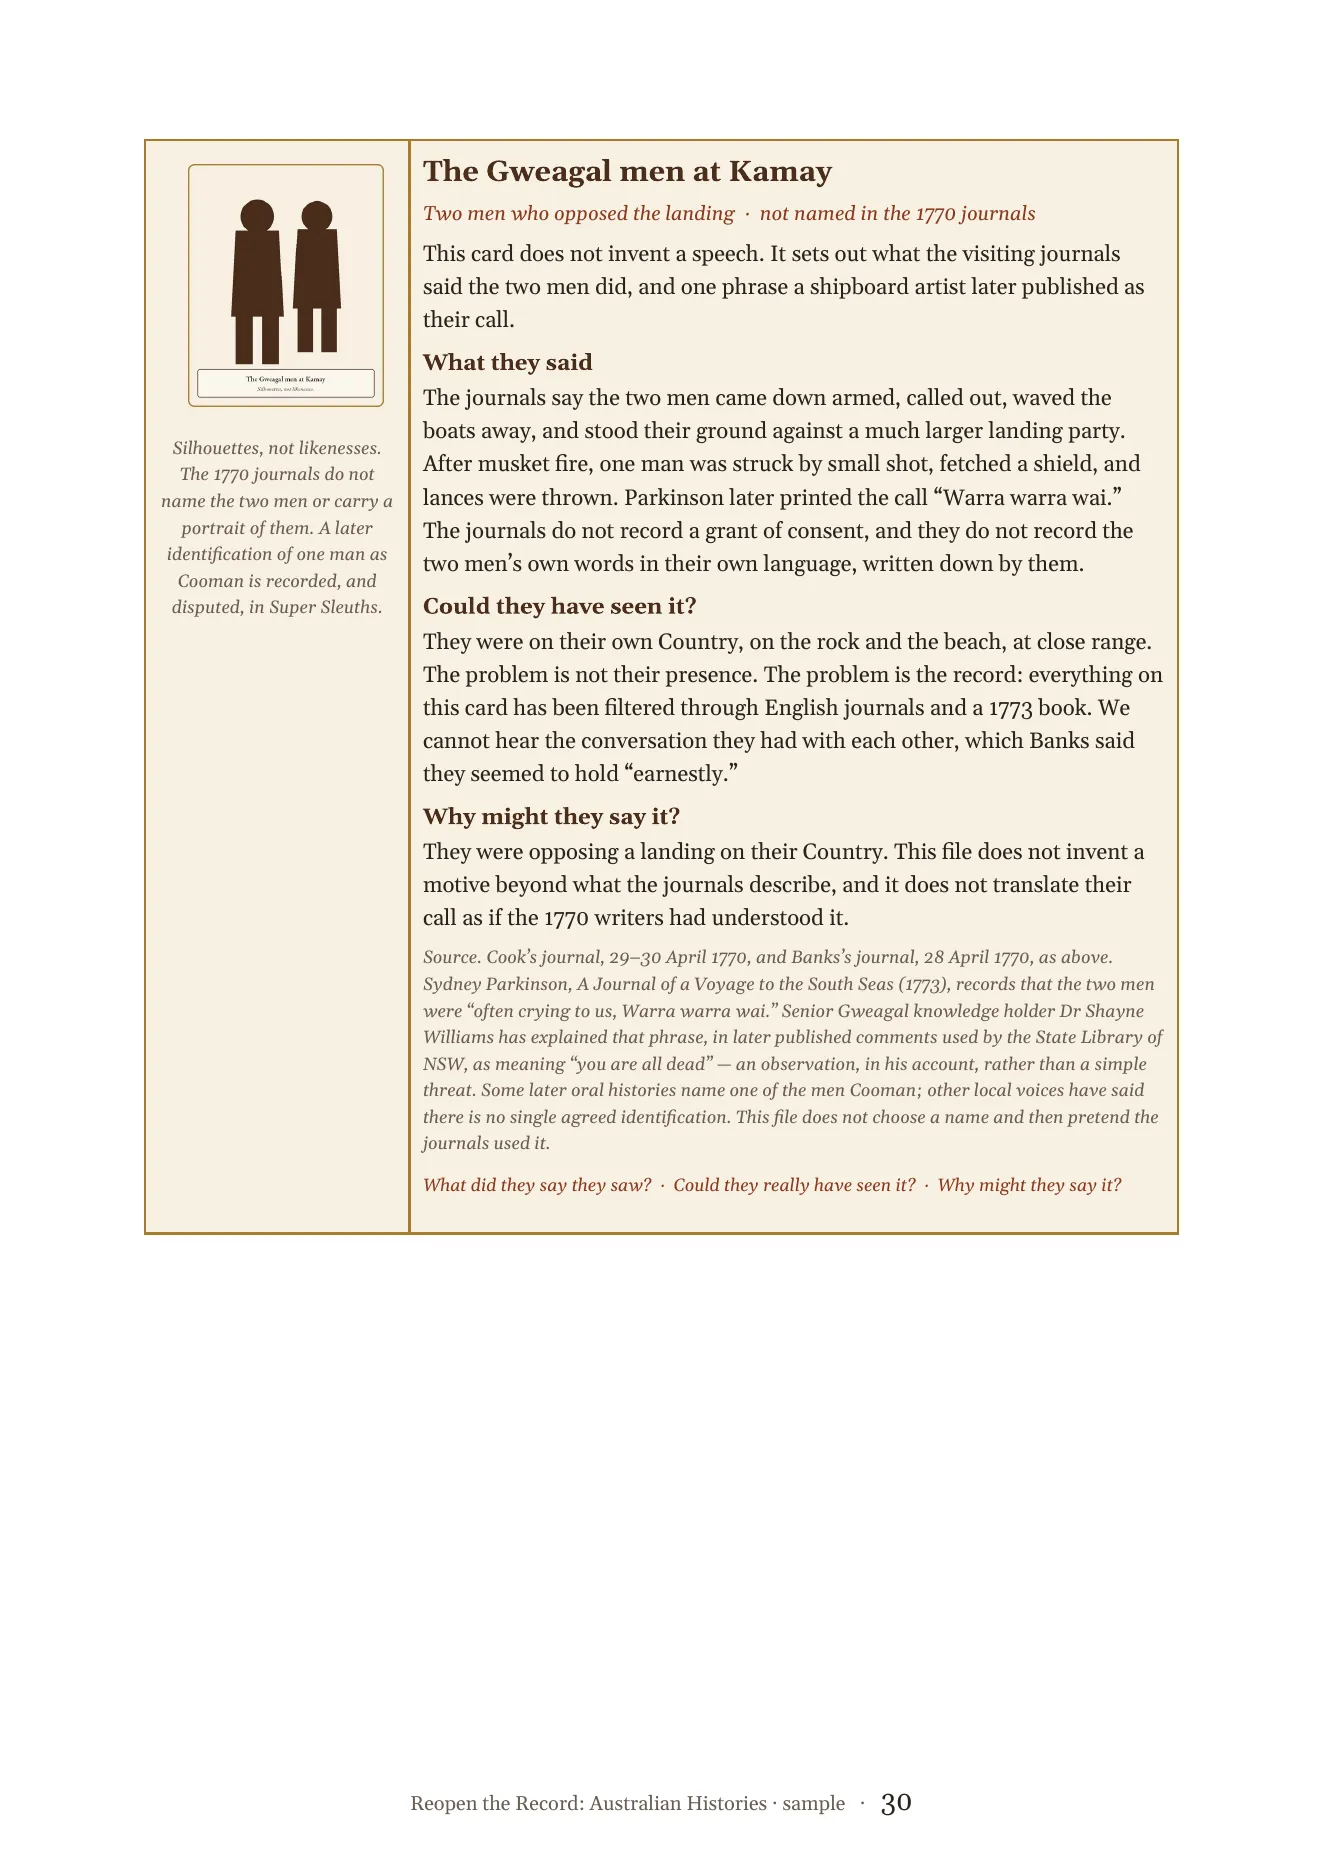 The Gweagal men at Kamay
Silhouettes, not likenesses.
Silhouettes, not likenesses.
The 1770 journals do not
name the two men or carry a
portrait of them. A later
identification of one man as
Cooman is recorded, and
disputed, in Super Sleuths.
The Gweagal men at Kamay
Two men who opposed the landing · not named in the 1770 journals
This card does not invent a speech. It sets out what the visiting journals
said the two men did, and one phrase a shipboard artist later published as
their call.
What they said
The journals say the two men came down armed, called out, waved the
boats away, and stood their ground against a much larger landing party.
After musket fire, one man was struck by small shot, fetched a shield, and
lances were thrown. Parkinson later printed the call “Warra warra wai.”
The journals do not record a grant of consent, and they do not record the
two men’s own words in their own language, written down by them.
Could they have seen it?
They were on their own Country, on the rock and the beach, at close range.
The problem is not their presence. The problem is the record: everything on
this card has been filtered through English journals and a 1773 book. We
cannot hear the conversation they had with each other, which Banks said
they seemed to hold “earnestly.”
Why might they say it?
They were opposing a landing on their Country. This file does not invent a
motive beyond what the journals describe, and it does not translate their
call as if the 1770 writers had understood it.
Source. Cook’s journal, 29–30 April 1770, and Banks’s journal, 28 April 1770, as above.
Sydney Parkinson, A Journal of a Voyage to the South Seas (1773), records that the two men
were “often crying to us, Warra warra wai.” Senior Gweagal knowledge holder Dr Shayne
Williams has explained that phrase, in later published comments used by the State Library of
NSW, as meaning “you are all dead” — an observation, in his account, rather than a simple
threat. Some later oral histories name one of the men Cooman; other local voices have said
there is no single agreed identification. This file does not choose a name and then pretend the
journals used it.
What did they say they saw? · Could they really have seen it? · Why might they say it?
Reopen the Record: Australian Histories · sample · 30